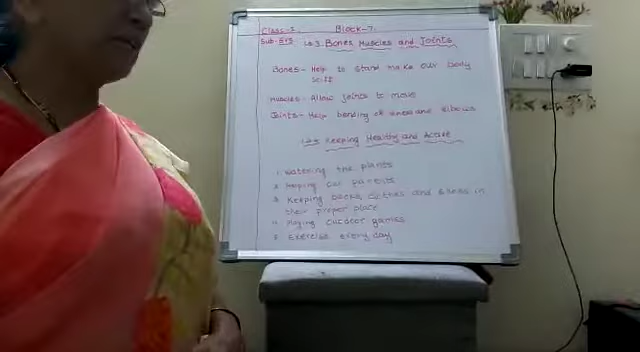 Class-1 Block-7.
Sub-EVS L-3 Bones Muscles and Joints
Bones- Help to stand make our body
stiff
Muscles- Allow joints to move
Joints- Help bending of knees and elbows
Keeping Healthy and Active
1. Watering the plants
2. Helping our parents
3. Keeping books, clothes and shoes in
their proper place
4. Playing outdoor games
5. Exercise every day